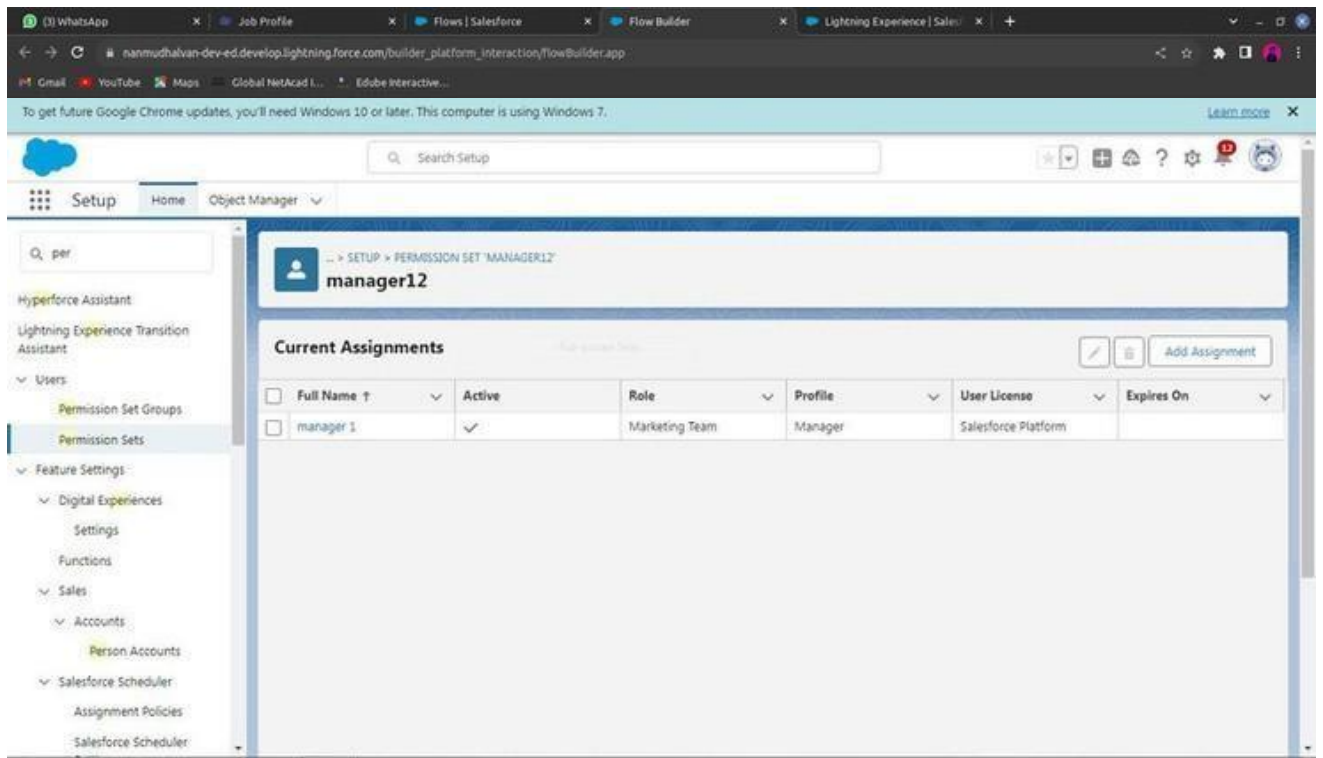 (3) WhatsApp
Job Profile
Flows | Salesforce
Flow Builder
Lightning Experience | Sales
nanmudhalvan-dev-ed.develop.lightning.force.com/builder_platform_interaction/flowBuilder.app
Gmail YouTube Maps Global NetAcad I... Edube Interactive...
To get future Google Chrome updates, you'll need Windows 10 or later. This computer is using Windows 7. Learn more
Search Setup
12
Setup Home Object Manager
per
Hyperforce Assistant
Lightning Experience Transition
Assistant
Users
Permission Set Groups
Permission Sets
Feature Settings
Digital Experiences
Settings
Functions
Sales
Accounts
Person Accounts
Salesforce Scheduler
Assignment Policies
Salesforce Scheduler
... > SETUP > PERMISSION SET 'MANAGER12'
manager12
Current Assignments
Add Assignment
Full Name ↑ Active Role Profile User License Expires On
manager 1 Marketing Team Manager Salesforce Platform